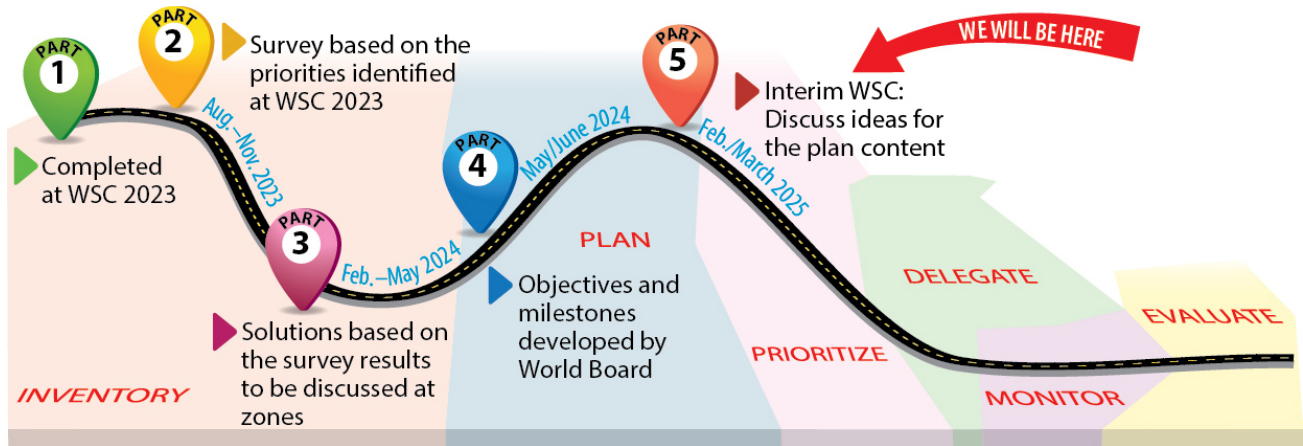 PART
1
Completed
at WSC 2023
PART
2
Survey based on the
priorities identified
at WSC 2023
Aug.–Nov. 2023
PART
3
Solutions based on
the survey results
to be discussed at
zones
Feb.–May 2024
PART
4
Objectives and
milestones
developed by
World Board
May/June 2024
PART
5
Interim WSC:
Discuss ideas for
the plan content
WE WILL BE HERE
Feb./March 2025
INVENTORY
PLAN
PRIORITIZE
DELEGATE
MONITOR
EVALUATE